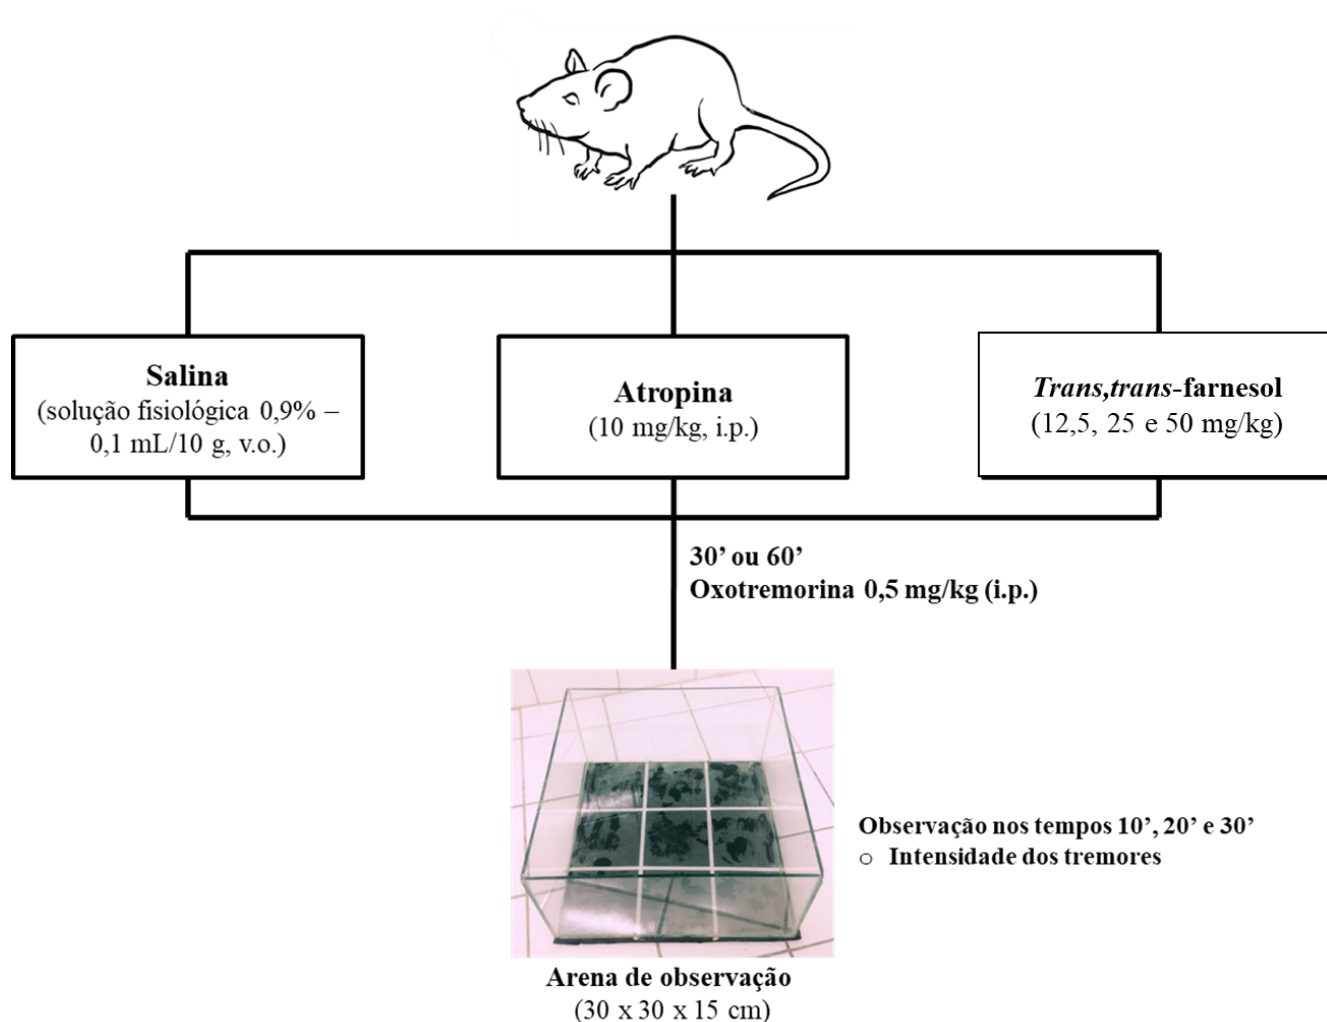 Salina
(solução fisiológica 0,9% –
0,1 mL/10 g, v.o.)
Atropina
(10 mg/kg, i.p.)
Trans,trans-farnesol
(12,5, 25 e 50 mg/kg)
30’ ou 60’
Oxotremorina 0,5 mg/kg (i.p.)
Observação nos tempos 10’, 20’ e 30’
o Intensidade dos tremores
Arena de observação
(30 x 30 x 15 cm)